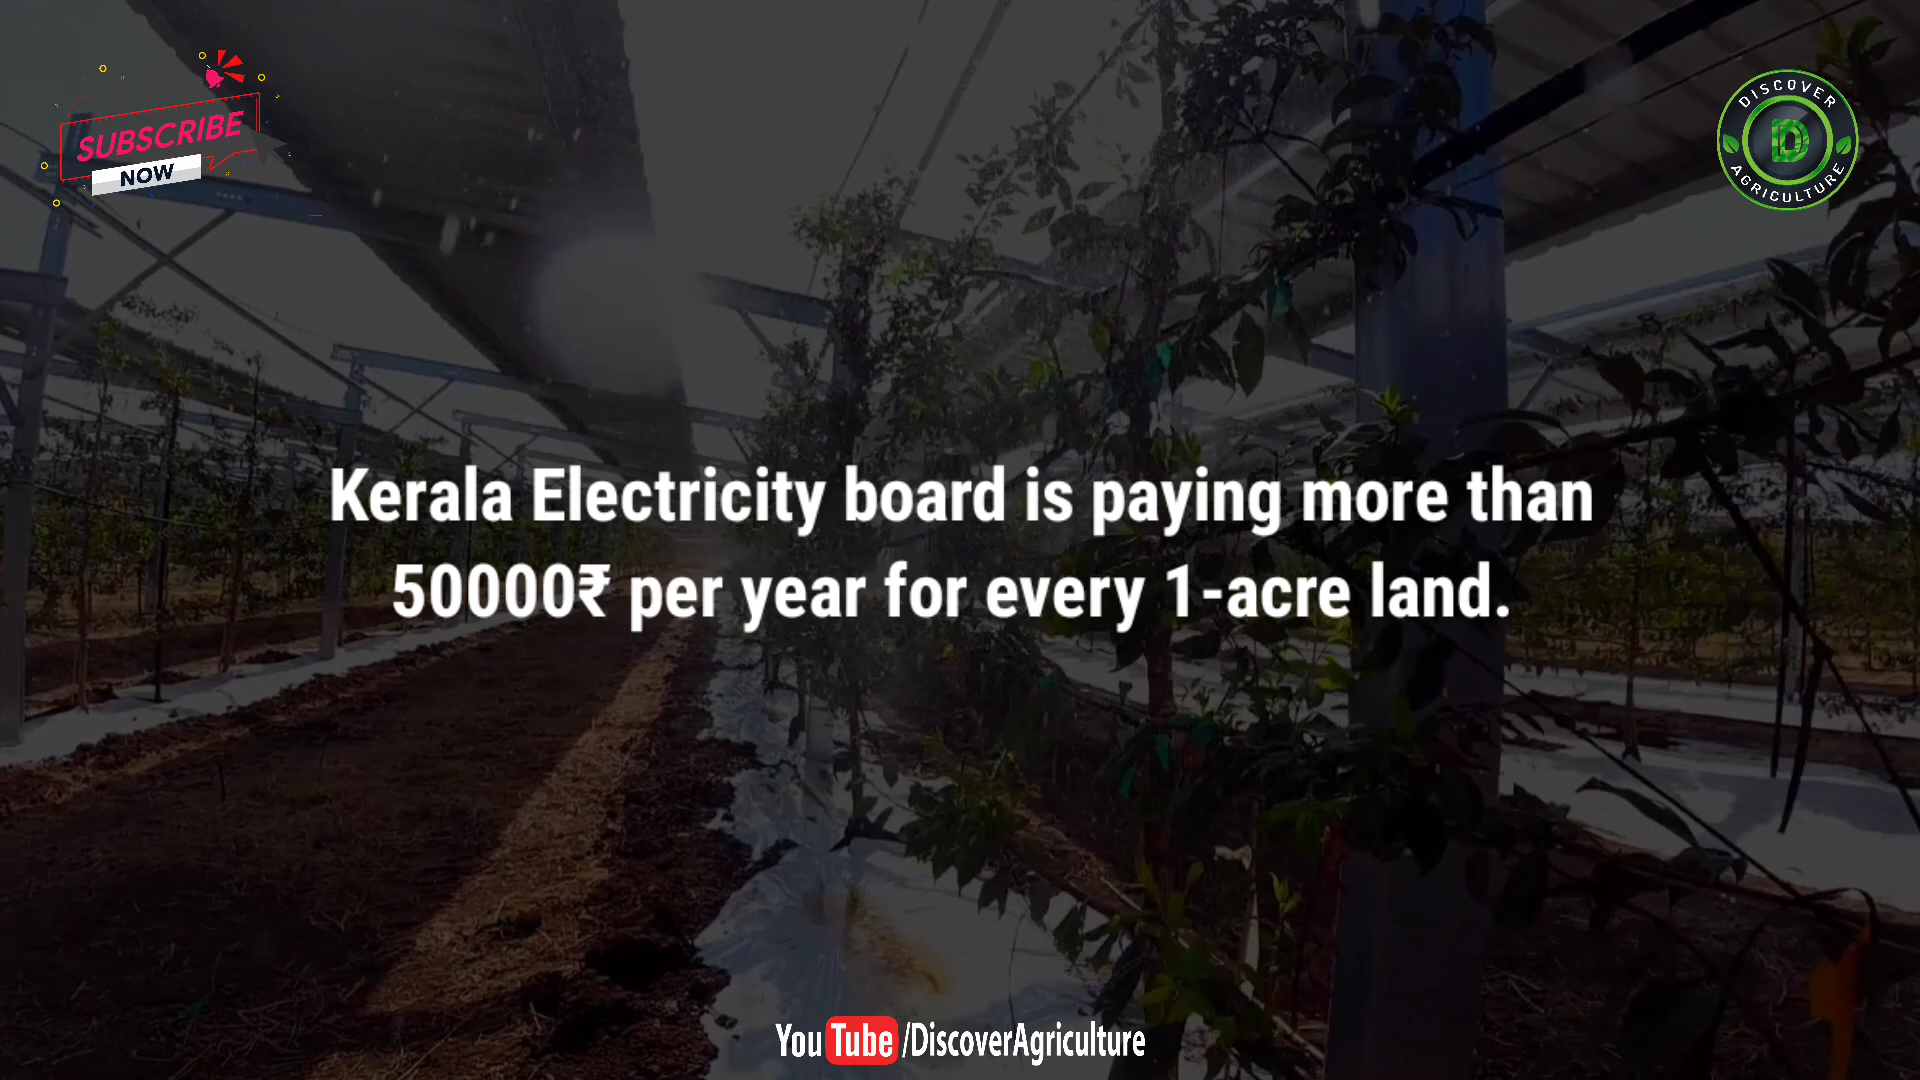 SUBSCRIBE
NOW
DISCOVER
D
AGRICULTURE
Kerala Electricity board is paying more than
50000₹ per year for every 1-acre land.
YouTube/DiscoverAgriculture